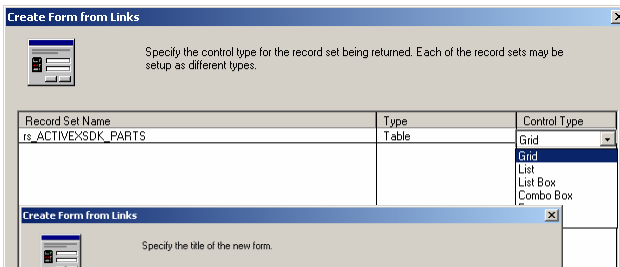 Create Form from Links
Specify the control type for the record set being returned. Each of the record sets may be
setup as different types.
Record Set Name Type Control Type
rs_ACTIVEXSDK_PARTS Table Grid
Grid
List
List Box
Combo Box
Create Form from Links
Specify the title of the new form.